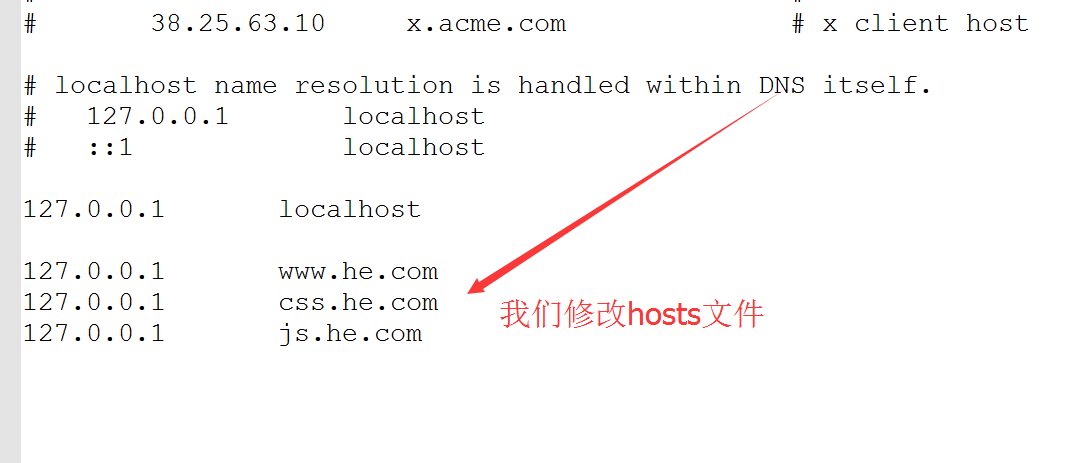 #       38.25.63.10     x.acme.com              # x client host
# localhost name resolution is handled within DNS itself.
#   127.0.0.1       localhost
#   ::1             localhost
127.0.0.1       localhost
127.0.0.1       www.he.com
127.0.0.1       css.he.com
127.0.0.1       js.he.com
我们修改hosts文件